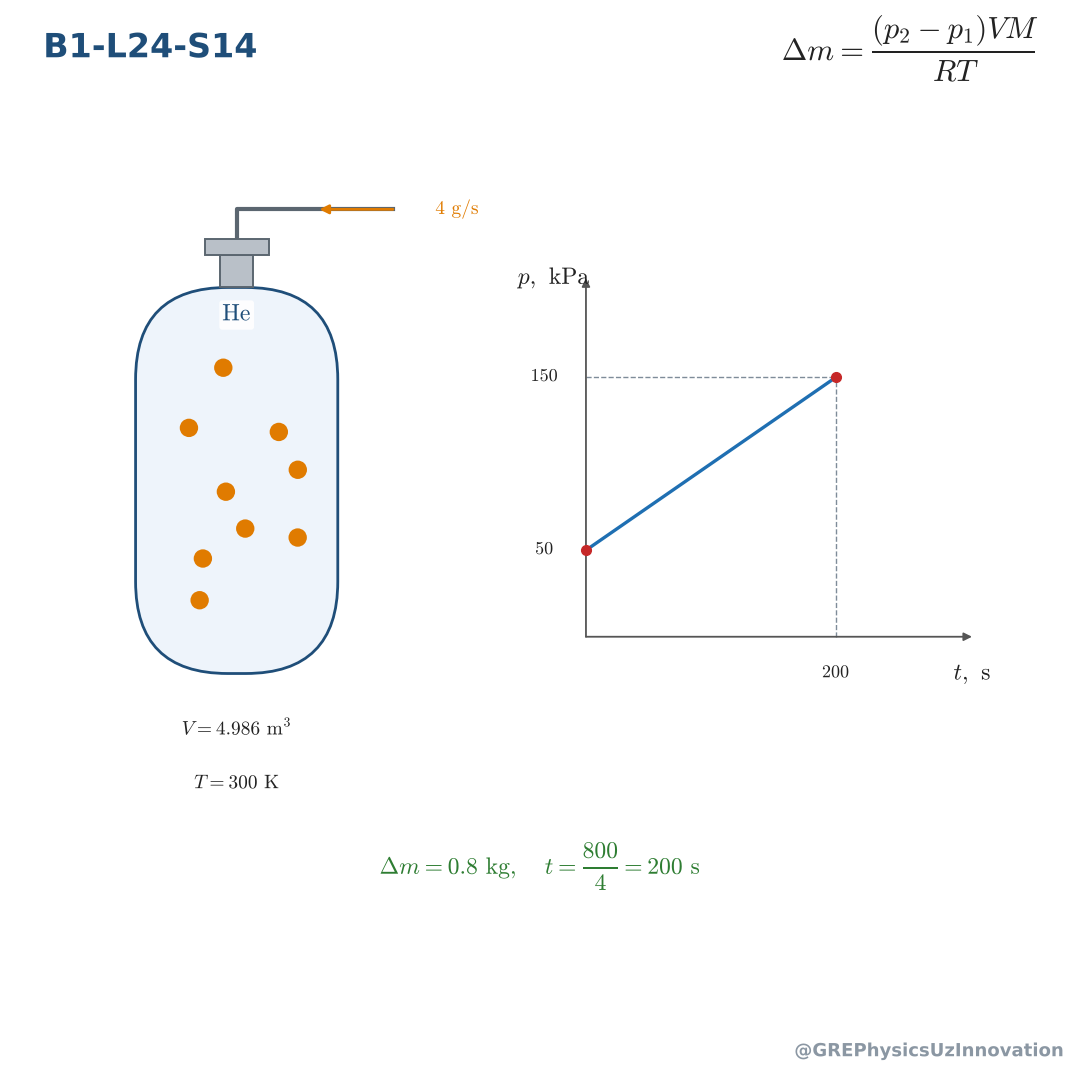 B1-L24-S14
Δm = (p₂ − p₁)VM / RT
4 g/s
He
p, kPa
150
50
200
t, s
V = 4.986 m³
T = 300 K
Δm = 0.8 kg, t = 800/4 = 200 s
@GREPhysicsUzInnovation